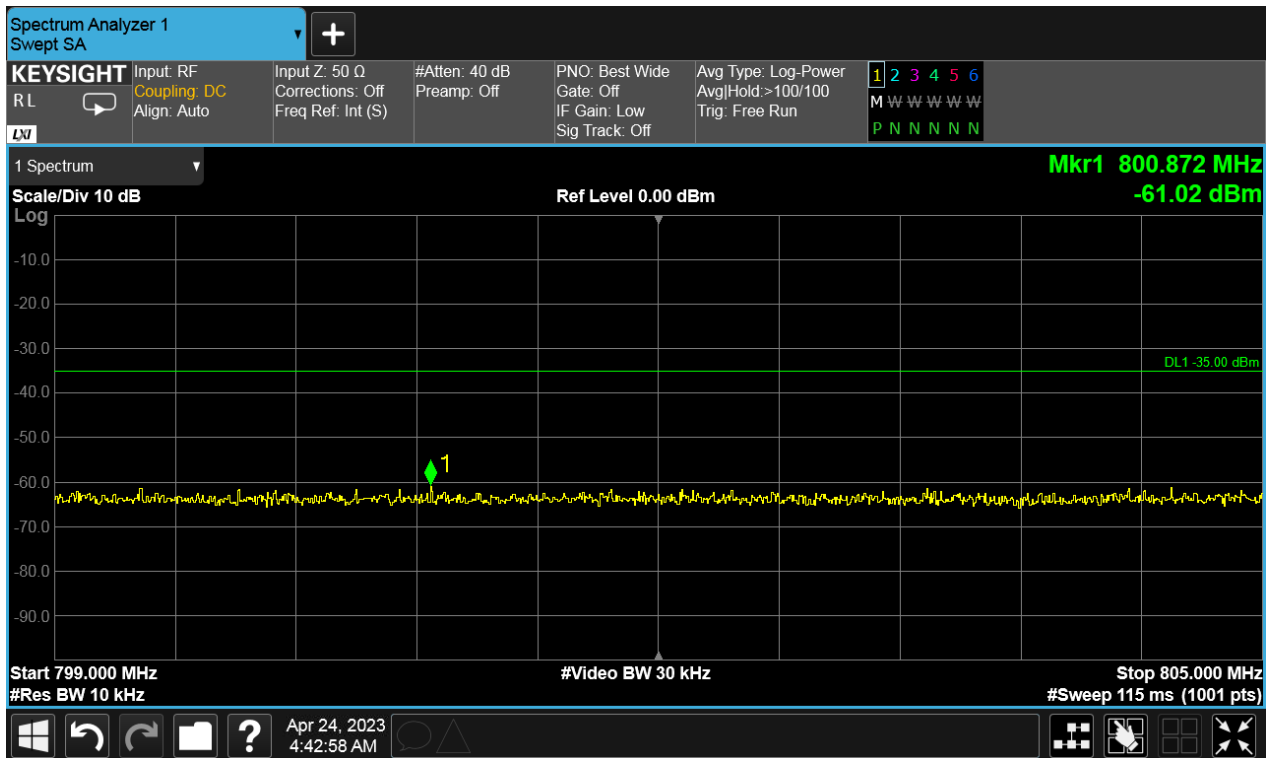 Spectrum Analyzer 1
Swept SA
+
KEYSIGHT
RL
LXI
Input: RF
Coupling: DC
Align: Auto
Input Z: 50 Ω
Corrections: Off
Freq Ref: Int (S)
#Atten: 40 dB
Preamp: Off
PNO: Best Wide
Gate: Off
IF Gain: Low
Sig Track: Off
Avg Type: Log-Power
Avg|Hold:>100/100
Trig: Free Run
1 2 3 4 5 6
M W W W W W
P N N N N N
1 Spectrum
Mkr1 800.872 MHz
-61.02 dBm
Scale/Div 10 dB
Ref Level 0.00 dBm
Log
-10.0
-20.0
-30.0
DL1 -35.00 dBm
-40.0
-50.0
1
-60.0
-70.0
-80.0
-90.0
Start 799.000 MHz
#Video BW 30 kHz
Stop 805.000 MHz
#Res BW 10 kHz
#Sweep 115 ms (1001 pts)
?
Apr 24, 2023
4:42:58 AM